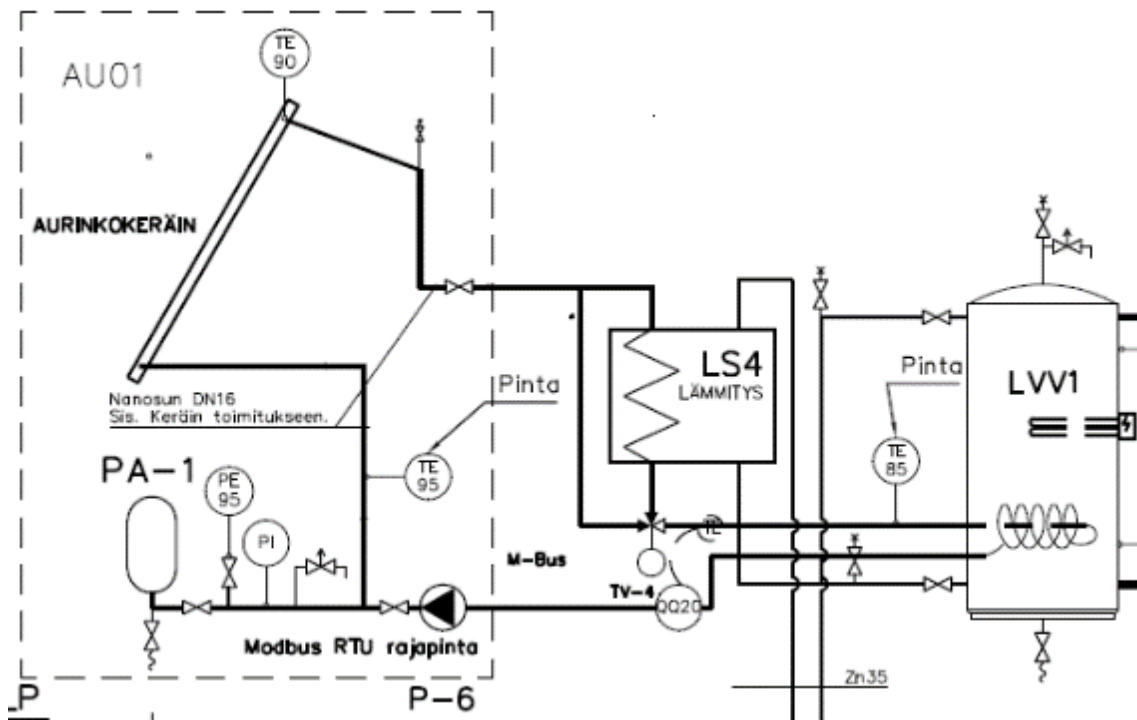 TE
90
AU01
AURINKOKERÄIN
Nanosun DN16
Sis. Keräin toimitukseen.
Pinta
TE
95
PA-1
PE
95
PI
Modbus RTU rajapinta
P-6
M-Bus
TV-4
QQ20
TE
LS4
LÄMMITYS
Pinta
TE
85
LVV1
Zn35
P